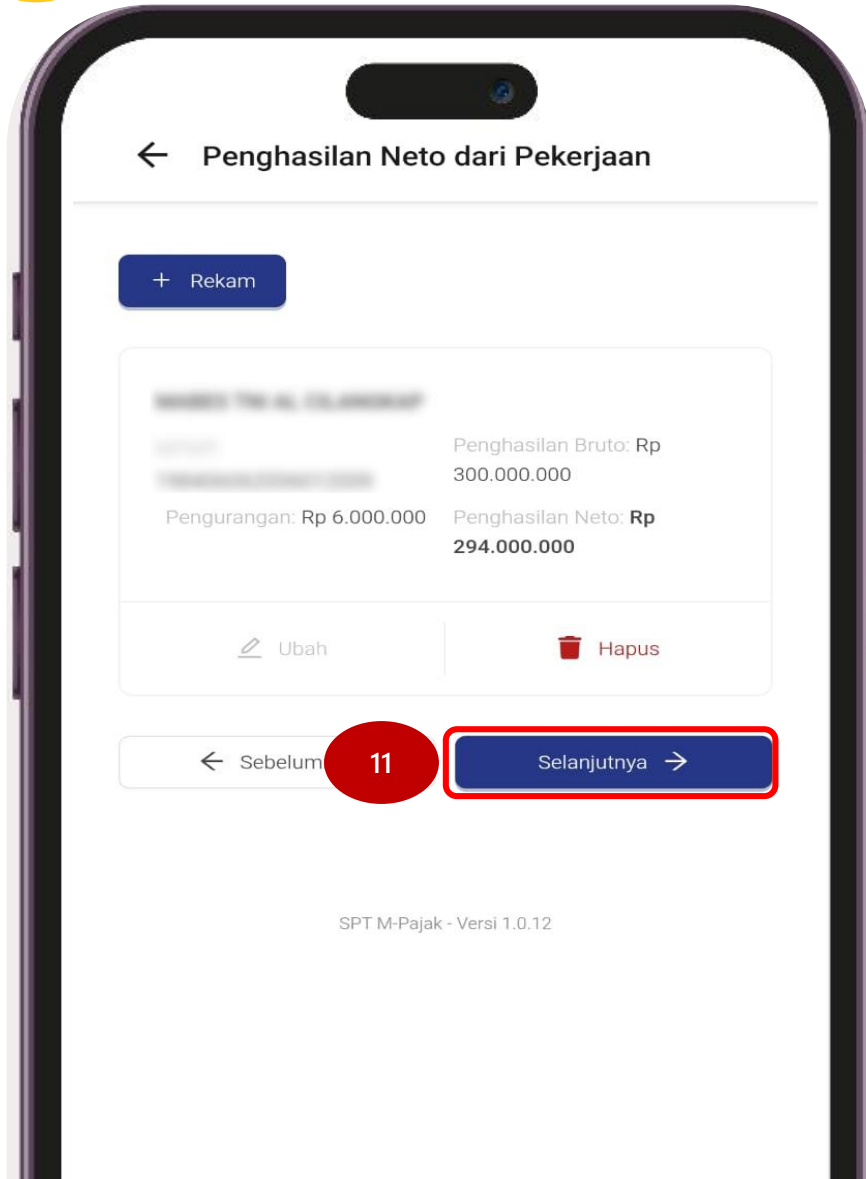 Penghasilan Neto dari Pekerjaan
+ Rekam
Penghasilan Bruto: Rp
300.000.000
Pengurangan: Rp 6.000.000
Penghasilan Neto: Rp
294.000.000
Ubah
Hapus
Sebelum
11
Selanjutnya
SPT M-Pajak - Versi 1.0.12